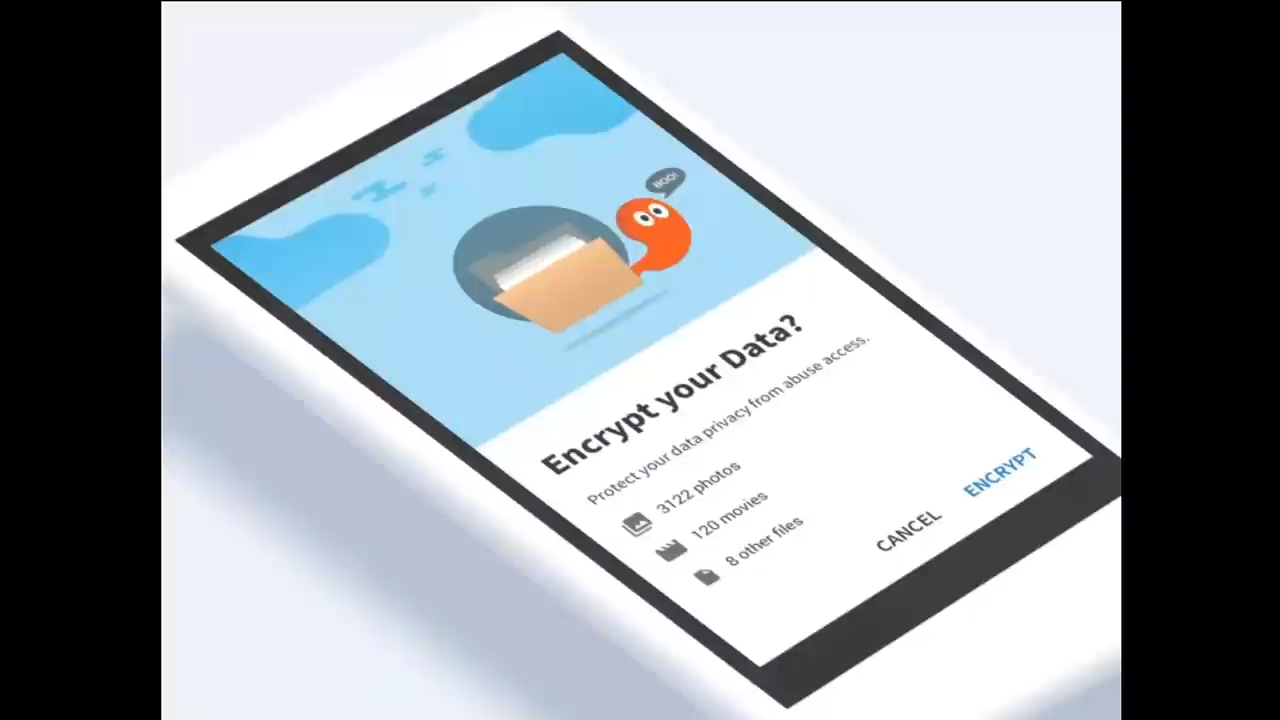 BOO!
Encrypt your Data?
Protect your data privacy from abuse access.
3122 photos
120 movies
8 other files
CANCEL
ENCRYPT